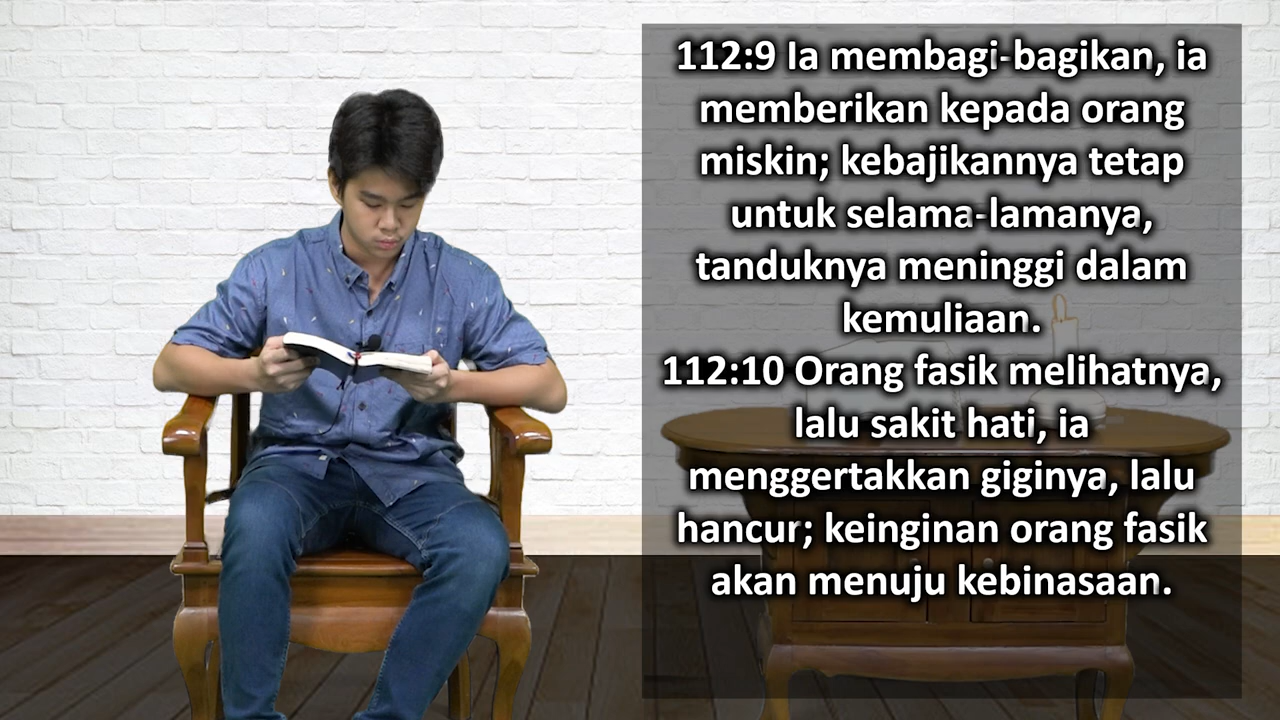 112:9 Ia membagi-bagikan, ia
memberikan kepada orang
miskin; kebajikannya tetap
untuk selama-lamanya,
tanduknya meninggi dalam
kemuliaan.
112:10 Orang fasik melihatnya,
lalu sakit hati, ia
menggertakkan giginya, lalu
hancur; keinginan orang fasik
akan menuju kebinasaan.